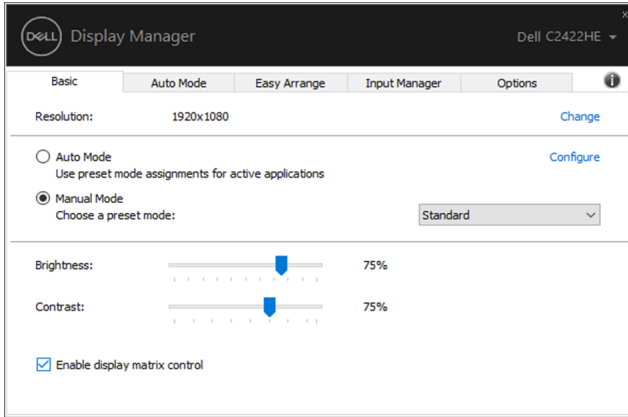 DELL Display Manager Dell C2422HE
Basic Auto Mode Easy Arrange Input Manager Options
Resolution: 1920x1080 Change
Auto Mode Configure
Use preset mode assignments for active applications
Manual Mode
Choose a preset mode: Standard
Brightness: 75%
Contrast: 75%
Enable display matrix control